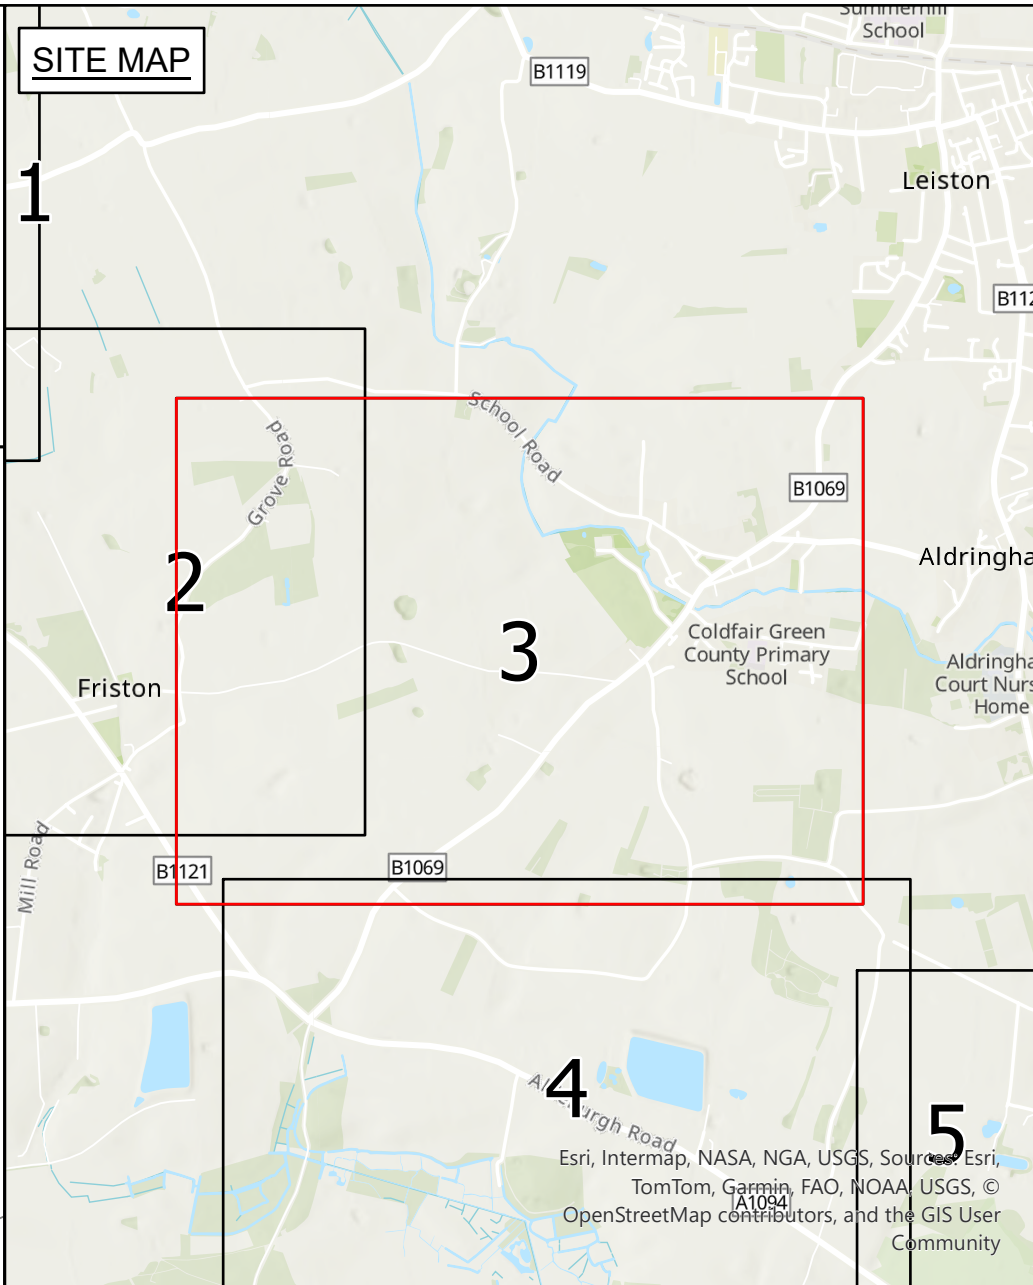 Summerhill
School
SITE MAP
B1119
1
Leiston
B112
School Road
Grove Road
B1069
2
Aldringha
3
Coldfair Green
County Primary
School
Aldringha
Court Nurs
Home
Friston
Mill Road
B1121
B1069
4
Aldeburgh Road
5
Esri, Intermap, NASA, NGA, USGS, Sources: Esri,
TomTom, Garmin, FAO, NOAA, USGS, ©
A1094
OpenStreetMap contributors, and the GIS User
Community